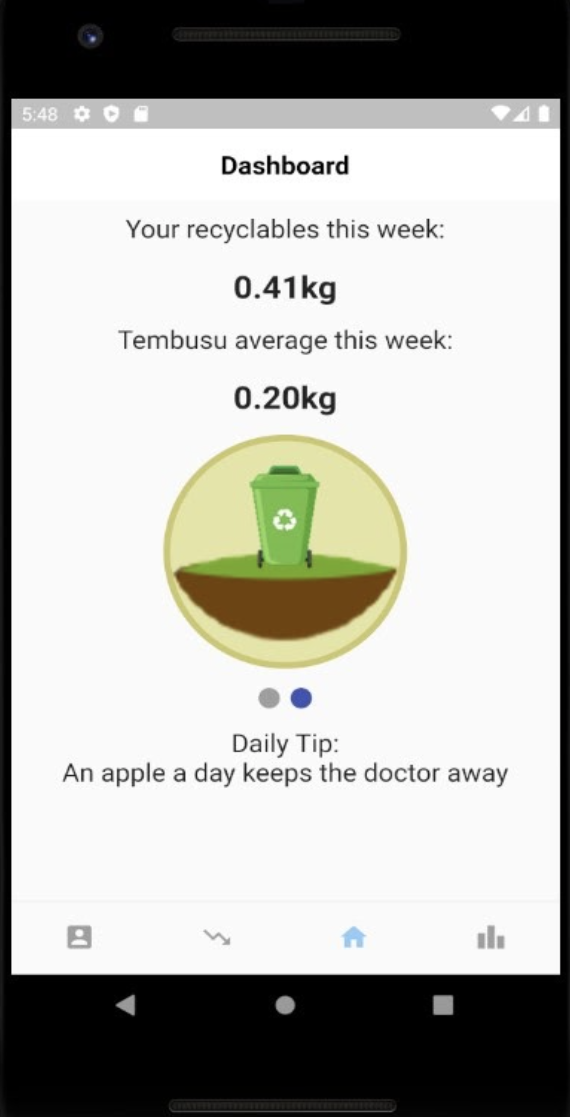 5:48
Dashboard
Your recyclables this week:
0.41kg
Tembusu average this week:
0.20kg
Daily Tip:
An apple a day keeps the doctor away